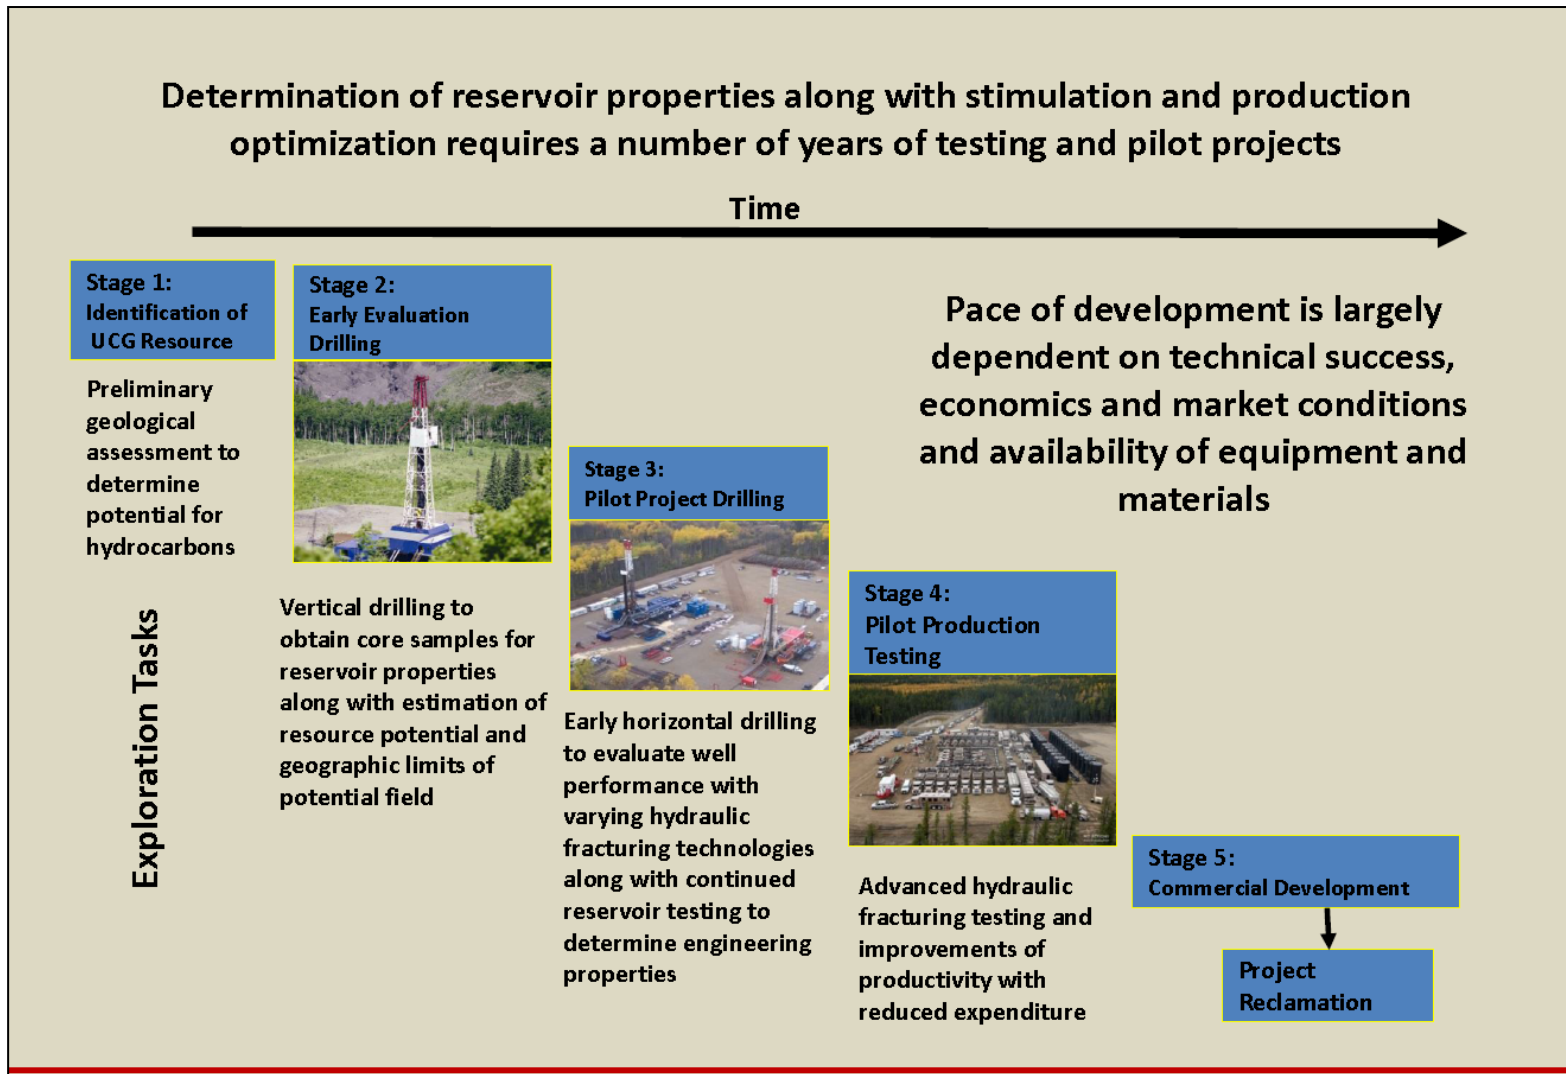 Determination of reservoir properties along with stimulation and production
optimization requires a number of years of testing and pilot projects
Time
Stage 1:
Identification of
UCG Resource
Preliminary
geological
assessment to
determine
potential for
hydrocarbons
Exploration Tasks
Stage 2:
Early Evaluation
Drilling
Vertical drilling to
obtain core samples for
reservoir properties
along with estimation of
resource potential and
geographic limits of
potential field
Stage 3:
Pilot Project Drilling
Early horizontal drilling
to evaluate well
performance with
varying hydraulic
fracturing technologies
along with continued
reservoir testing to
determine engineering
properties
Pace of development is largely
dependent on technical success,
economics and market conditions
and availability of equipment and
materials
Stage 4:
Pilot Production
Testing
Advanced hydraulic
fracturing testing and
improvements of
productivity with
reduced expenditure
Stage 5:
Commercial Development
Project
Reclamation